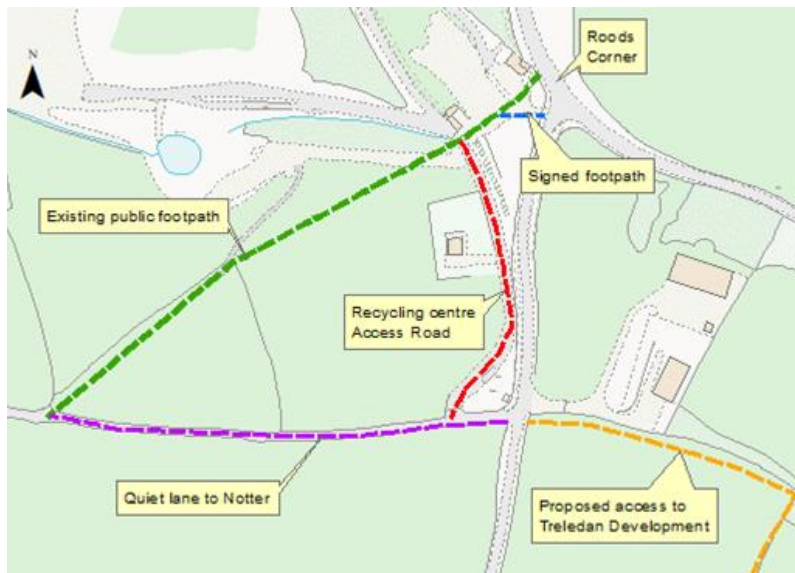 N
Roods
Corner
Signed footpath
Existing public footpath
Recycling centre
Access Road
Quiet lane to Notter
Proposed access to
Treledan Development